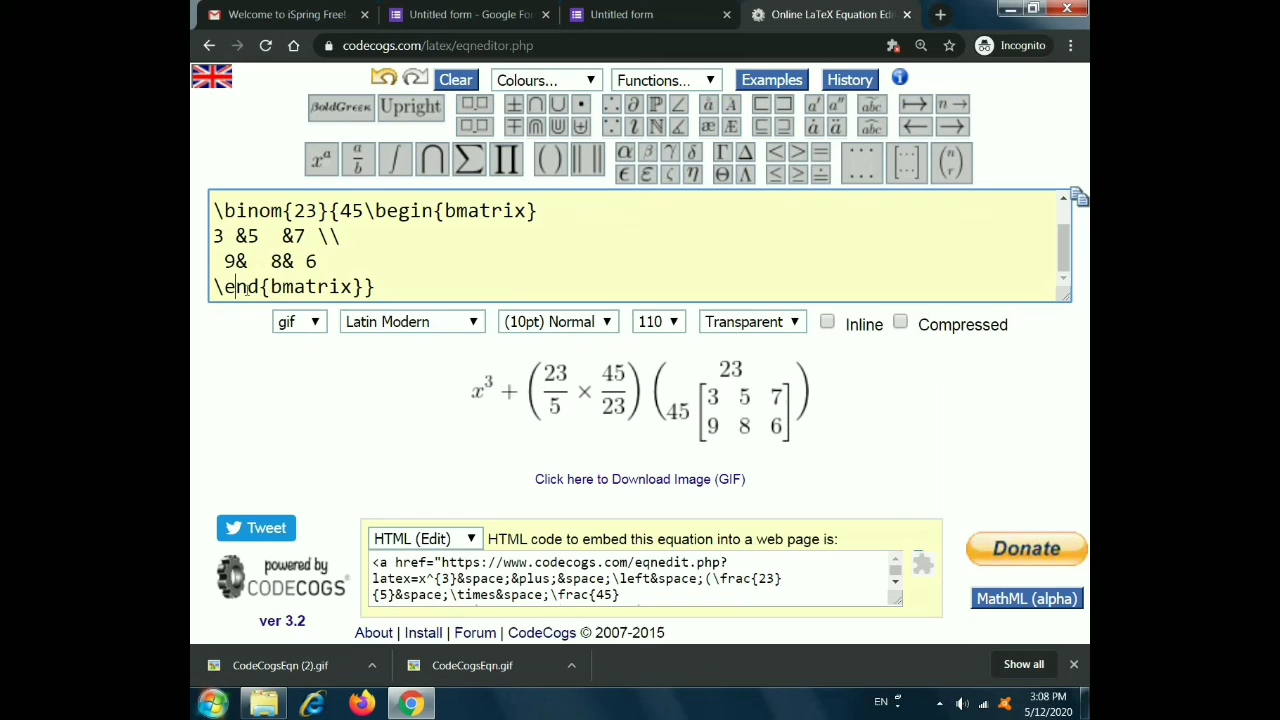 Welcome to iSpring Free!
Untitled form - Google Fo
Untitled form
Online LaTeX Equation Edi
codecogs.com/latex/eqneditor.php
Incognito
Clear
Colours...
Functions...
Examples
History
BoldGreek
Upright
\binom{23}{45\begin{bmatrix}
3 &5  &7 \\
9&  8& 6
\end{bmatrix}}
gif
Latin Modern
(10pt) Normal
110
Transparent
Inline
Compressed
x³ + (23/5 × 45/23) (23 45 [3 5 7 9 8 6])
Click here to Download Image (GIF)
Tweet
HTML (Edit)
HTML code to embed this equation into a web page is:
<a href="https://www.codecogs.com/eqnedit.php?
latex=x^{3}&space;&plus;&space;\left&space;(\frac{23}
{5}&space;\times&space;\frac{45}
Donate
MathML (alpha)
powered by
CODECOGS
ver 3.2
About | Install | Forum | CodeCogs © 2007-2015
CodeCogsEqn (2).gif
CodeCogsEqn.gif
Show all
EN
3:08 PM
5/12/2020